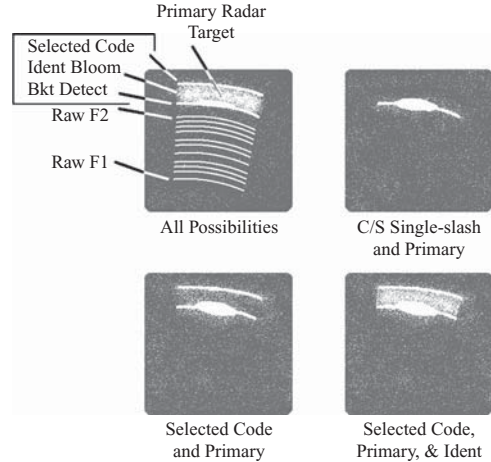 Primary Radar
Target
Selected Code
Ident Bloom
Bkt Detect
Raw F2
Raw F1
All Possibilities
C/S Single-slash
and Primary
Selected Code
and Primary
Selected Code,
Primary, & Ident